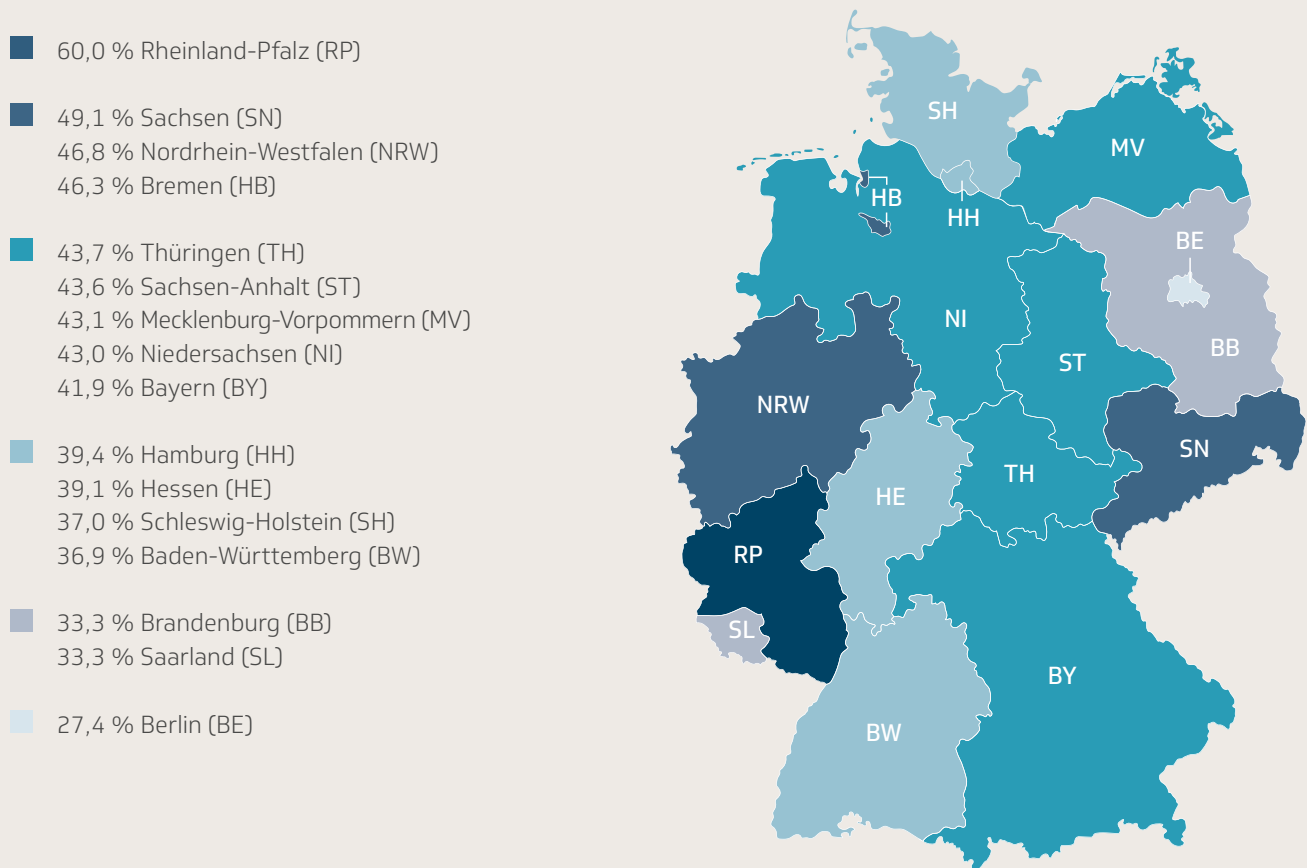 60,0 % Rheinland-Pfalz (RP)
49,1 % Sachsen (SN)
46,8 % Nordrhein-Westfalen (NRW)
46,3 % Bremen (HB)
43,7 % Thüringen (TH)
43,6 % Sachsen-Anhalt (ST)
43,1 % Mecklenburg-Vorpommern (MV)
43,0 % Niedersachsen (NI)
41,9 % Bayern (BY)
39,4 % Hamburg (HH)
39,1 % Hessen (HE)
37,0 % Schleswig-Holstein (SH)
36,9 % Baden-Württemberg (BW)
33,3 % Brandenburg (BB)
33,3 % Saarland (SL)
27,4 % Berlin (BE)
SH
MV
HB
HH
BE
NI
BB
ST
NRW
SN
TH
HE
RP
SL
BY
BW